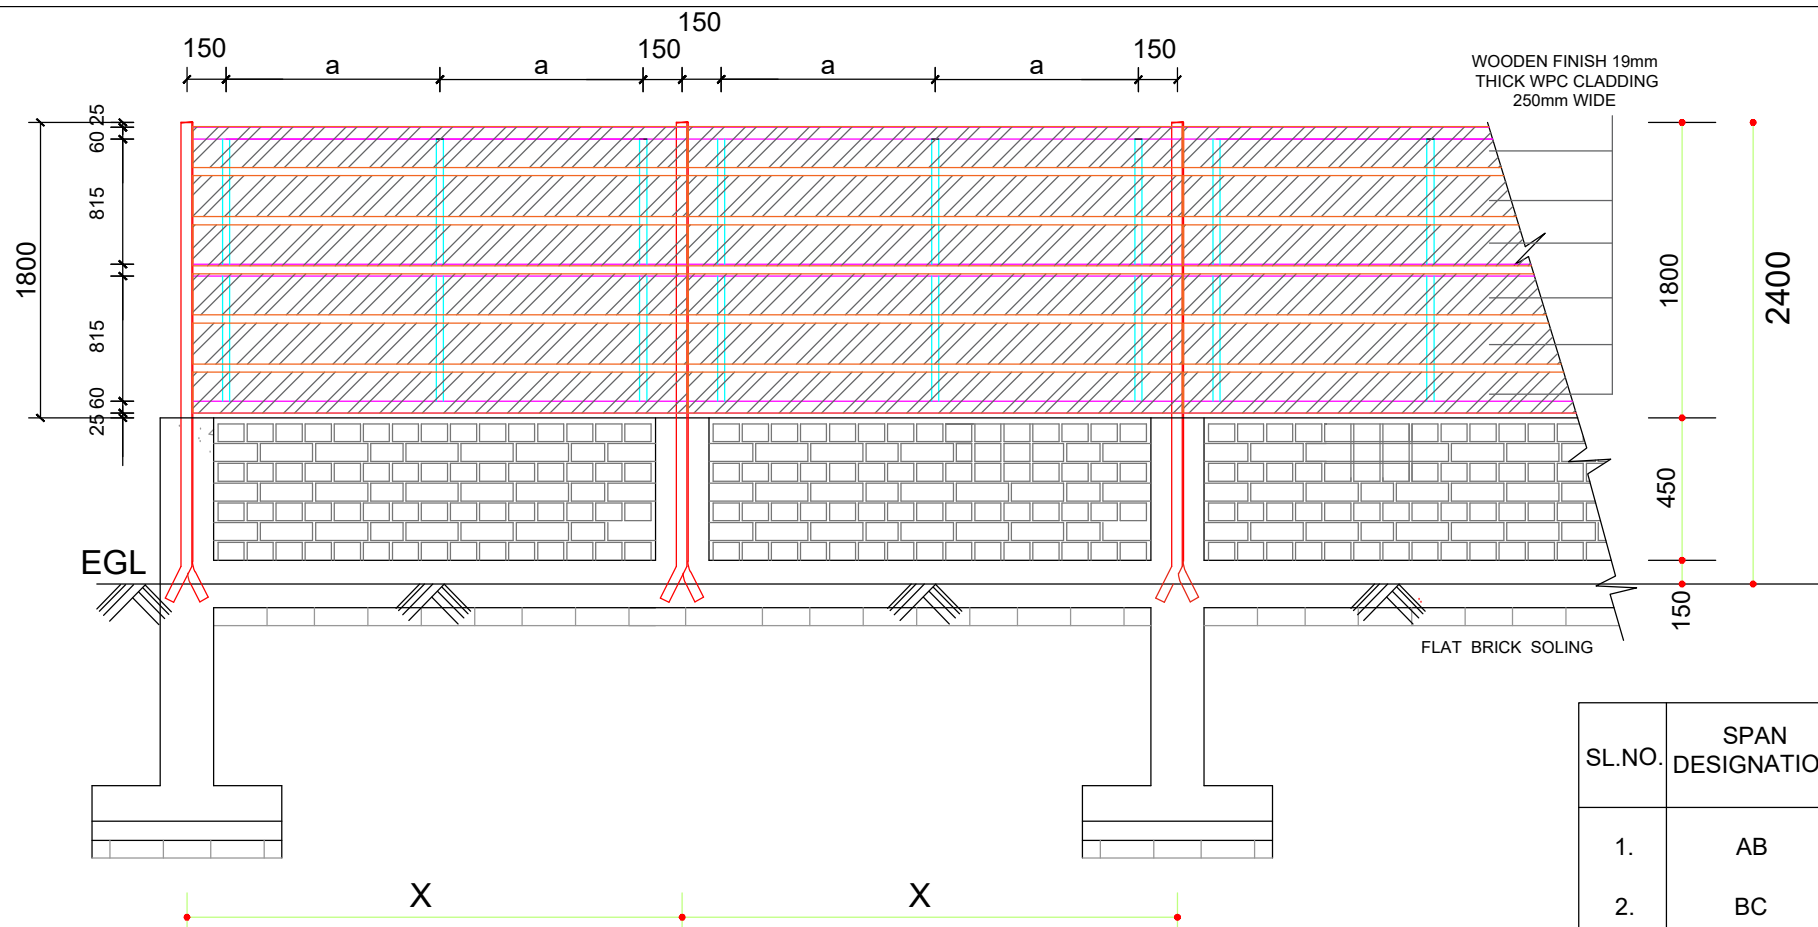 150
150
150
150
a
a
a
a
WOODEN FINISH 19mm
THICK WPC CLADDING
250mm WIDE
25
60
815
1800
815
60
25
1800
2400
450
150
EGL
FLAT BRICK SOLING
SL.NO.
SPAN
DESIGNATIO
1.
AB
2.
BC
X
X